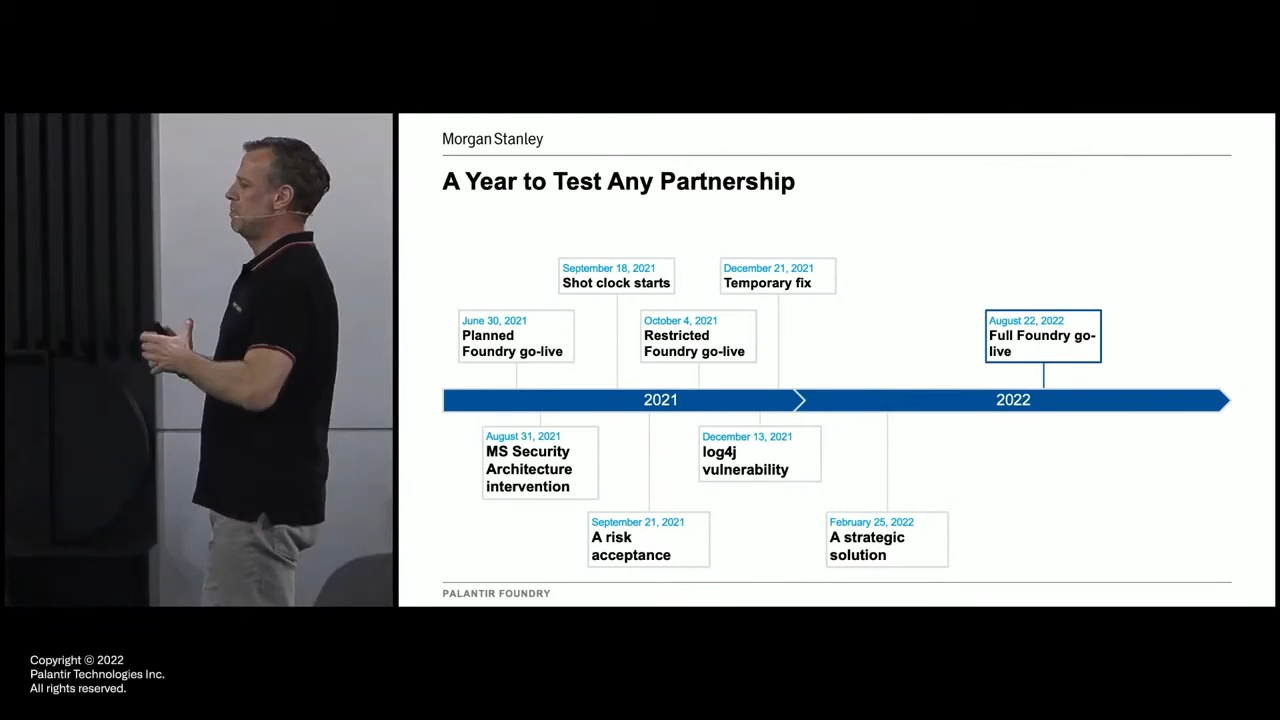 Morgan Stanley
A Year to Test Any Partnership
September 18, 2021
Shot clock starts
December 21, 2021
Temporary fix
June 30, 2021
Planned
Foundry go-live
October 4, 2021
Restricted
Foundry go-live
August 22, 2022
Full Foundry go-
live
2021
2022
August 31, 2021
MS Security
Architecture
intervention
December 13, 2021
log4j
vulnerability
September 21, 2021
A risk
acceptance
February 25, 2022
A strategic
solution
PALANTIR FOUNDRY
Copyright © 2022
Palantir Technologies Inc.
All rights reserved.